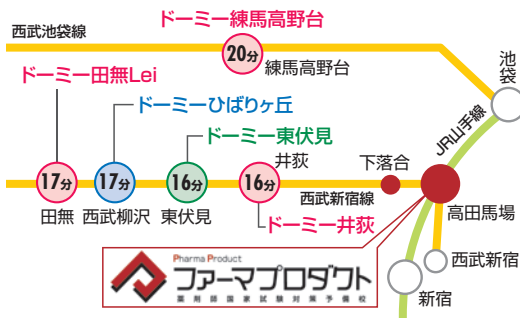 ドーミー練馬高野台
西武池袋線
20分
練馬高野台
池袋
ドーミー田無Lei
ドーミーひばりヶ丘
JR山手線
ドーミー東伏見
井荻
下落合
17分
17分
16分
16分
西武新宿線
田無
西武柳沢
東伏見
高田馬場
ドーミー井荻
西武新宿
Pharma Product
ファーマプロダクト
薬剤師国家試験対策予備校
新宿